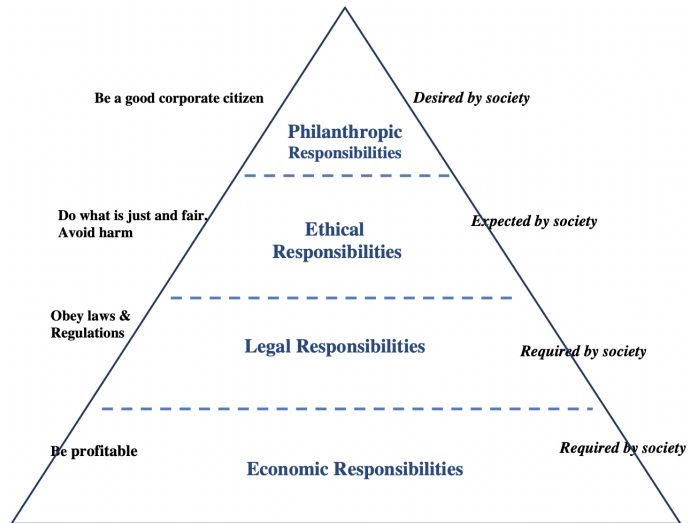 Be a good corporate citizen
Desired by society
Philanthropic
Responsibilities
Do what is just and fair,
Avoid harm
Expected by society
Ethical
Responsibilities
Obey laws &
Regulations
Legal Responsibilities
Required by society
Be profitable
Required by society
Economic Responsibilities